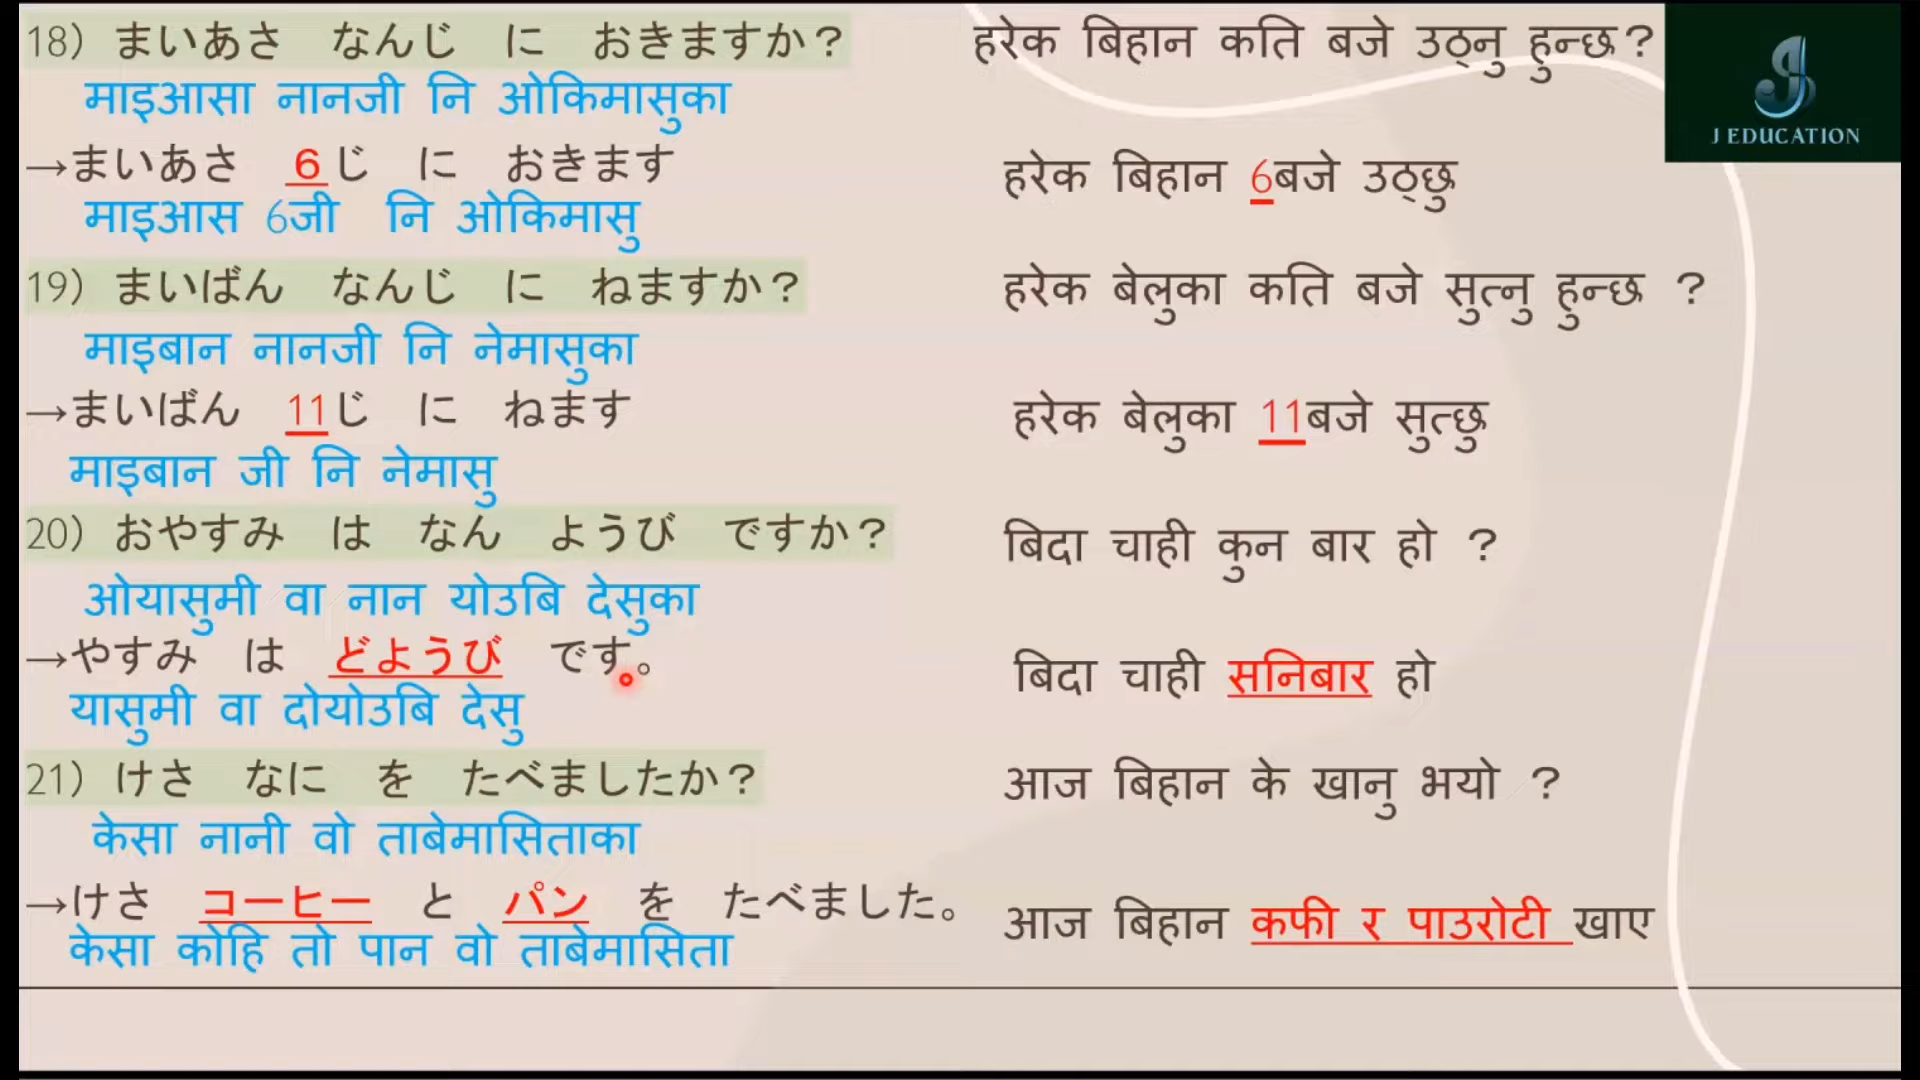 18) まいあさ なんじ に おきますか? हरेक बिहान कति बजे उठ्नु हुन्छ?
माइआसा नानजी नि ओकिमासुका
J EDUCATION
→まいあさ 6じ に おきます हरेक बिहान 6बजे उठ्छु
माइआस 6जी नि ओकिमासु
19) まいばん なんじ に ねますか? हरेक बेलुका कति बजे सुत्नु हुन्छ ?
माइबान नानजी नि नेमासुका
→まいばん 11じ に ねます हरेक बेलुका 11बजे सुत्छु
माइबान जी नि नेमासु
20) おやすみ は なん ようび ですか? बिदा चाही कुन बार हो ?
ओयासुमी वा नान योउबि देसुका
→やすみ は どようび です。 बिदा चाही सनिबार हो
यासुमी वा दोयोउबि देसु
21) けさ なに を たべましたか? आज बिहान के खानु भयो ?
केसा नानी वो ताबेमासिताका
→けさ コーヒー と パン を たべました。 आज बिहान कफी र पाउरोटी खाए
केसा कोहि तो पान वो ताबेमासिता